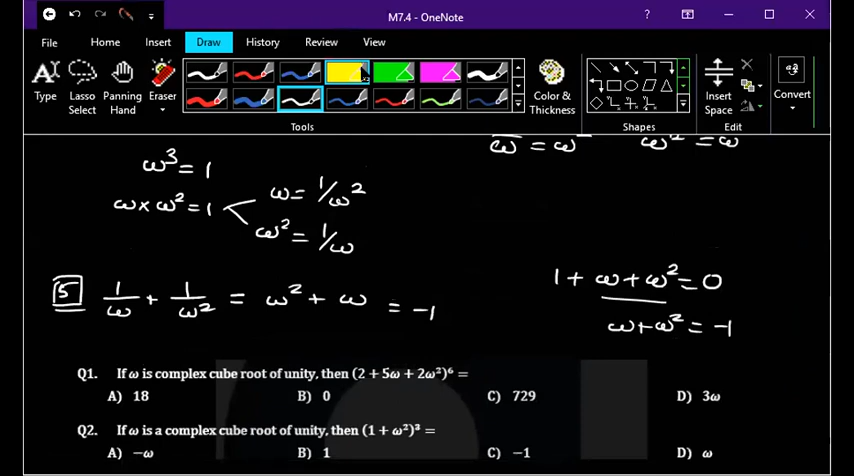 M7.4 - OneNote
File Home Insert Draw History Review View
Type Lasso Select Panning Hand Eraser Color & Thickness Insert Space Convert
Tools Shapes Edit
ω³ = 1
ω × ω² = 1
ω = 1/ω²
ω² = 1/ω
5 1/ω + 1/ω² = ω² + ω = -1
1 + ω + ω² = 0
ω + ω² = -1
Q1. If ω is complex cube root of unity, then (2 + 5ω + 2ω²)⁶ =
A) 18 B) 0 C) 729 D) 3ω
Q2. If ω is a complex cube root of unity, then (1 + ω²)³ =
A) −ω B) 1 C) −1 D) ω